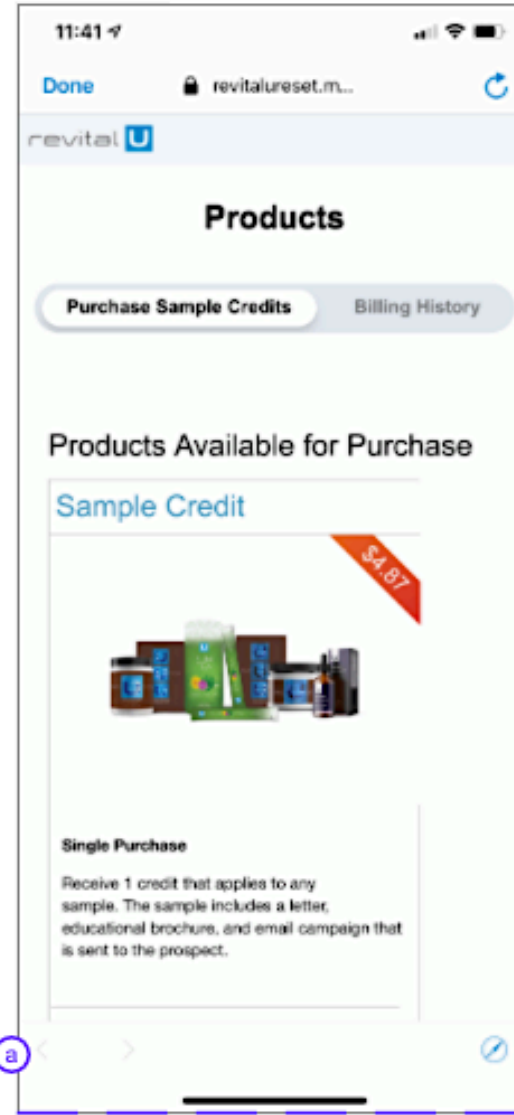 11:41
Done revitalureset.m...
revital U
Products
Purchase Sample Credits Billing History
Products Available for Purchase
Sample Credit
$4.87
Single Purchase
Receive 1 credit that applies to any
sample. The sample includes a letter,
educational brochure, and email campaign that
is sent to the prospect.
a